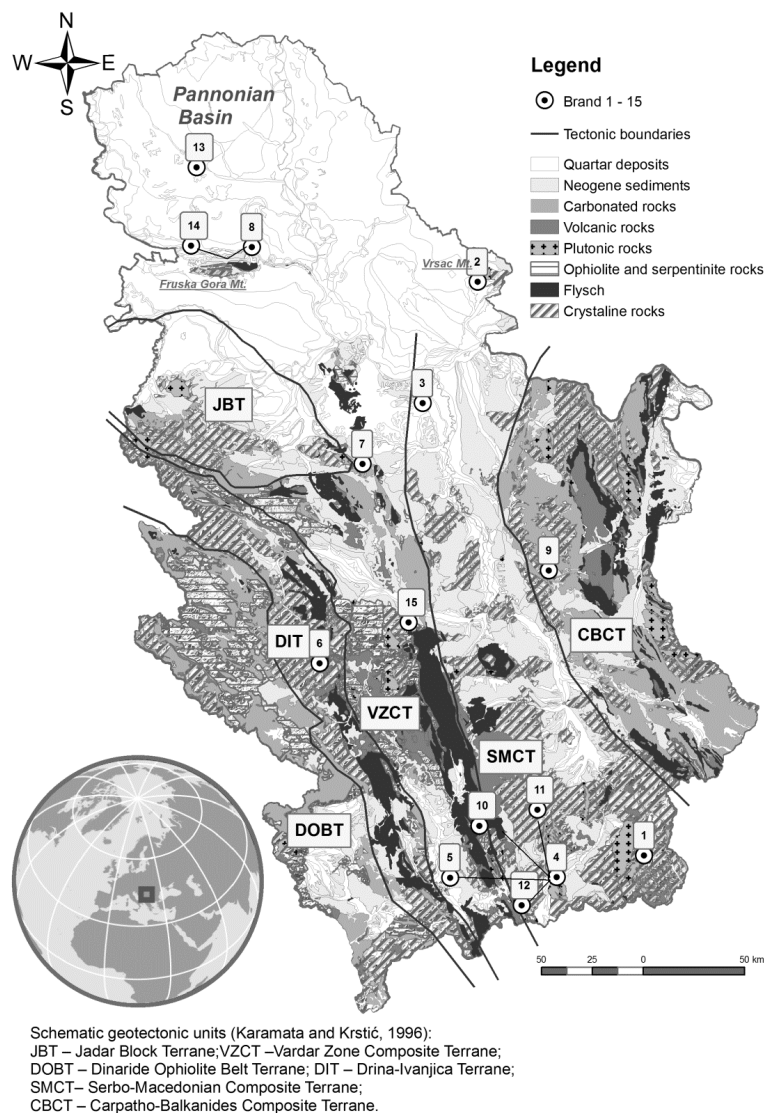 N
W E
S
Pannonian
Basin
13
14
8
Fruska Gora Mt.
Vrsac Mt.
2
Legend
Brand 1 - 15
Tectonic boundaries
Quartar deposits
Neogene sediments
Carbonated rocks
Volcanic rocks
Plutonic rocks
Ophiolite and serpentinite rocks
Flysch
Crystaline rocks
JBT
3
7
9
15
DIT
6
CBCT
VZCT
SMCT
11
10
DOBT
1
5
4
12
50 25 0 50 km
Schematic geotectonic units (Karamata and Krstić, 1996):
JBT – Jadar Block Terrane;VZCT –Vardar Zone Composite Terrane;
DOBT – Dinaride Ophiolite Belt Terrane; DIT – Drina-Ivanjica Terrane;
SMCT– Serbo-Macedonian Composite Terrane;
CBCT – Carpatho-Balkanides Composite Terrane.